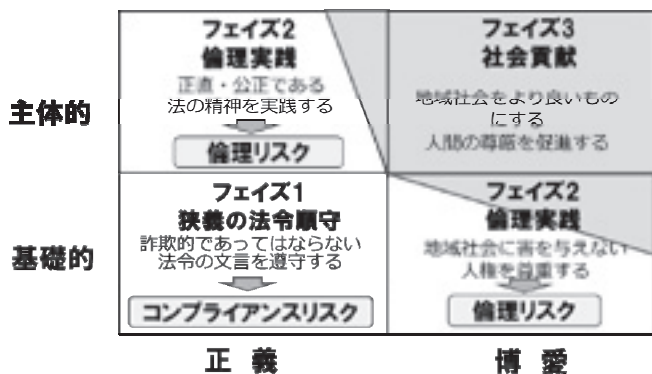 フェイズ2
倫理実践
正直・公正である
法の精神を実践する
倫理リスク
フェイズ3
社会貢献
地域社会をより良いもの
にする
人間の尊厳を促進する
主体的
フェイズ1
狭義の法令順守
詐欺的であってはならない
法令の文言を遵守する
コンプライアンスリスク
フェイズ2
倫理実践
地域社会に害を与えない
人権を尊重する
倫理リスク
基礎的
正 義
博 愛